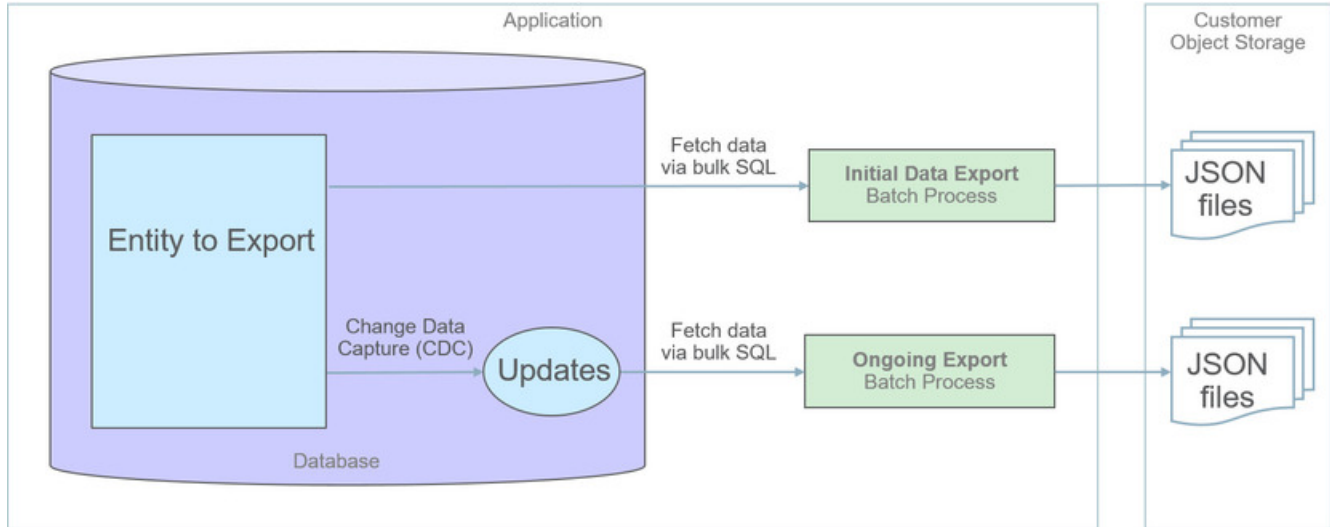 Application
Customer
Object Storage
Fetch data
via bulk SQL
Initial Data Export
Batch Process
JSON
files
Entity to Export
Change Data
Capture (CDC)
Updates
Fetch data
via bulk SQL
Ongoing Export
Batch Process
JSON
files
Database